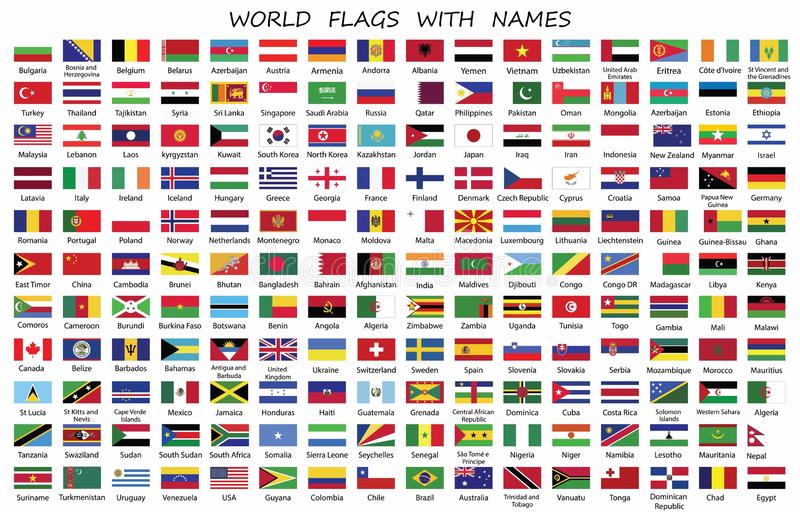 WORLD FLAGS WITH NAMES
Bulgaria Bosnia and Herzegovina Belgium Belarus Azerbaijan Austria Armenia Andorra Albania Yemen Vietnam Uzbekistan United Arab Emirates Eritrea Côte d'Ivoire St Vincent and the Grenadines
Turkey Thailand Tajikistan Syria Sri Lanka Singapore Saudi Arabia Russia Qatar Philippines Pakistan Oman Mongolia Azerbaijan Estonia Ethiopia
Malaysia Lebanon Laos kyrgyzstan Kuwait South Korea North Korea Kazakhstan Jordan Japan Iraq Iran Indonesia New Zealand Myanmar Israel
Latavia Italy Ireland Iceland Hungary Greece Georgia France Finland Denmark Czech Republic Cyprus Croatia Samoa Papua New Guinea Germany
Romania Portugal Poland Norway Netherlands Montenegro Monaco Moldova Malta Macedonia Luxembourg Lithuania Liechtenstein Guinea Guinea-Bissau Ghana
East Timor China Cambodia Brunei Bhutan Bangladesh Bahrain Afghanistan India Maldives Djibouti Congo Congo DR Madagascar Libya Kenya
Comoros Cameroon Burundi Burkina Faso Botswana Benin Angola Algeria Zimbabwe Zambia Uganda Tunisia Togo Gambia Mali Malawi
Canada Belize Barbados Bahamas Antigua and Barbuda United Kingdom Ukraine Switzerland Sweden Spain Slovenia Slovakia Serbia Mozambique Morocco Mauritius
St Lucia St Kitts and Nevis Cape Verde Islands Mexico Jamaica Honduras Haiti Guatemala Grenada Central African Republic Dominica Cuba Costa Rica Solomon Islands Western Sahara Algeria
Tanzania Swaziland Sudan South Sudan South Africa Somalia Sierra Leone Seychelles Senegal São Tomé e Príncipe Nigeria Niger Namibia Lesotho Mauritania Nepal
Suriname Turkmenistan Uruguay Venezuela USA Guyana Colombia Chile Brazil Australia Trinidad and Tobago Vanuatu Tonga Dominican Republic Chad Egypt